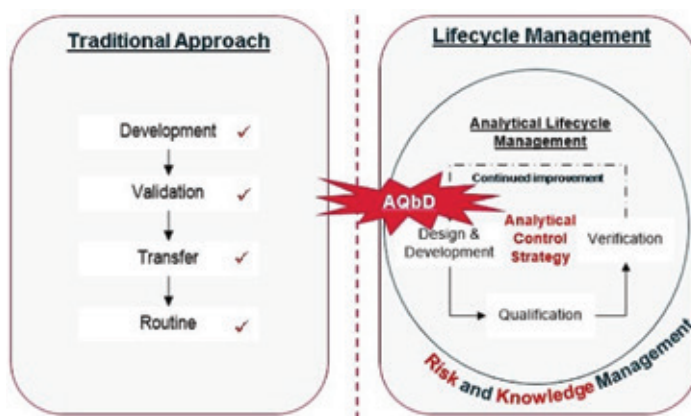 Traditional Approach
Development ✓
Validation ✓
Transfer ✓
Routine ✓
AQbD
Lifecycle Management
Analytical Lifecycle
Management
Continued improvement
Design &
Development
Analytical
Control
Strategy
Verification
Qualification
Risk and Knowledge Management